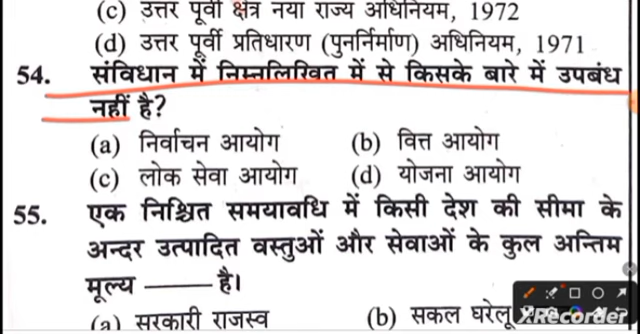 (c) उत्तर पूर्वी क्षेत्र नया राज्य अधिनियम, 1972
(d) उत्तर पूर्वी प्रतिधारण (पुनर्निर्माण) अधिनियम, 1971
54. संविधान में निम्नलिखित में से किसके बारे में उपबंध
नहीं है?
(a) निर्वाचन आयोग (b) वित्त आयोग
(c) लोक सेवा आयोग (d) योजना आयोग
55. एक निश्चित समयावधि में किसी देश की सीमा के
अन्दर उत्पादित वस्तुओं और सेवाओं के कुल अन्तिम
मूल्य ——— है।
(a) सरकारी राजस्व (b) सकल घरेलू
XRecorder